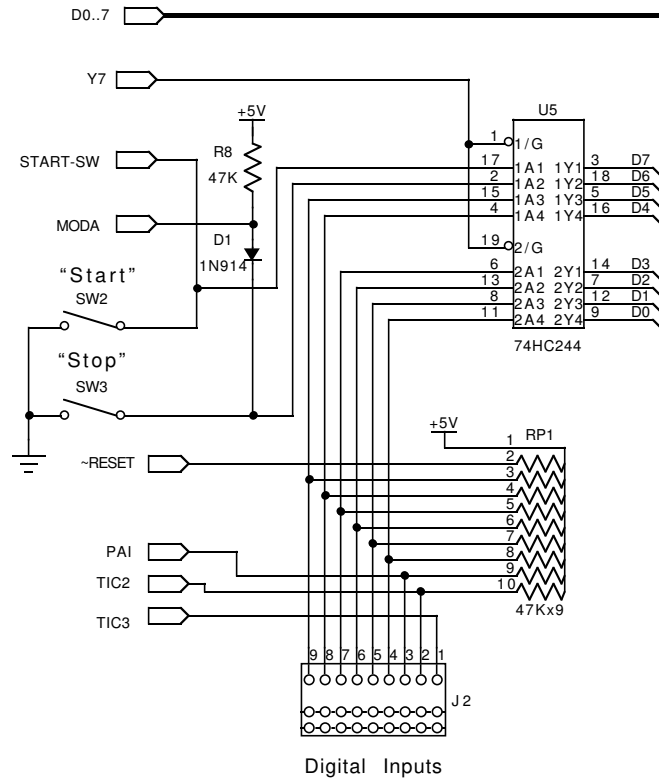 D0..7
Y7
+5V
U5
START-SW
R8
47K
1 1/G
17 1A1 1Y1 3 D7
2 1A2 1Y2 18 D6
15 1A3 1Y3 5 D5
4 1A4 1Y4 16 D4
MODA
D1
1N914
19 2/G
"Start"
SW2
6 2A1 2Y1 14 D3
13 2A2 2Y2 7 D2
8 2A3 2Y3 12 D1
11 2A4 2Y4 9 D0
74HC244
"Stop"
SW3
+5V
RP1
~RESET
1
2
3
4
5
6
7
8
9
10
47Kx9
PAI
TIC2
TIC3
9 8 7 6 5 4 3 2 1
J2
Digital Inputs